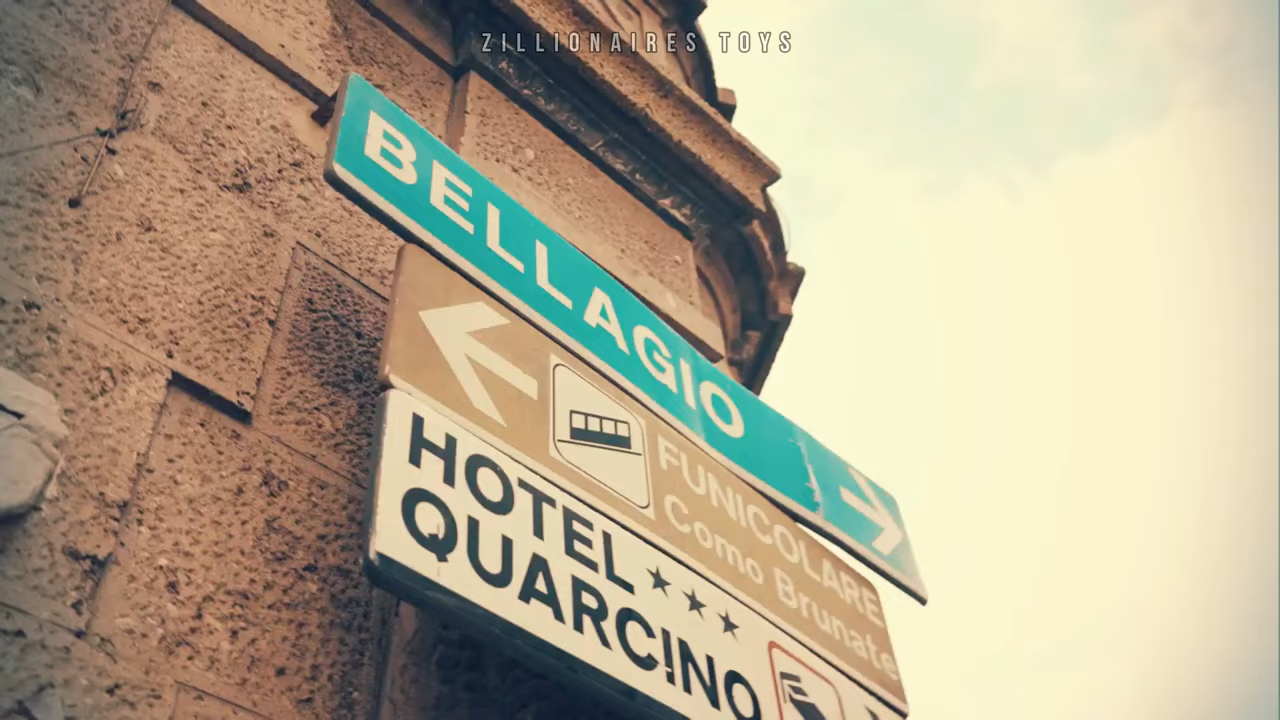 ZILLIONAIRES TOYS
BELLAGIO
FUNICOLARE
Como Brunate
HOTEL
QUARCINO